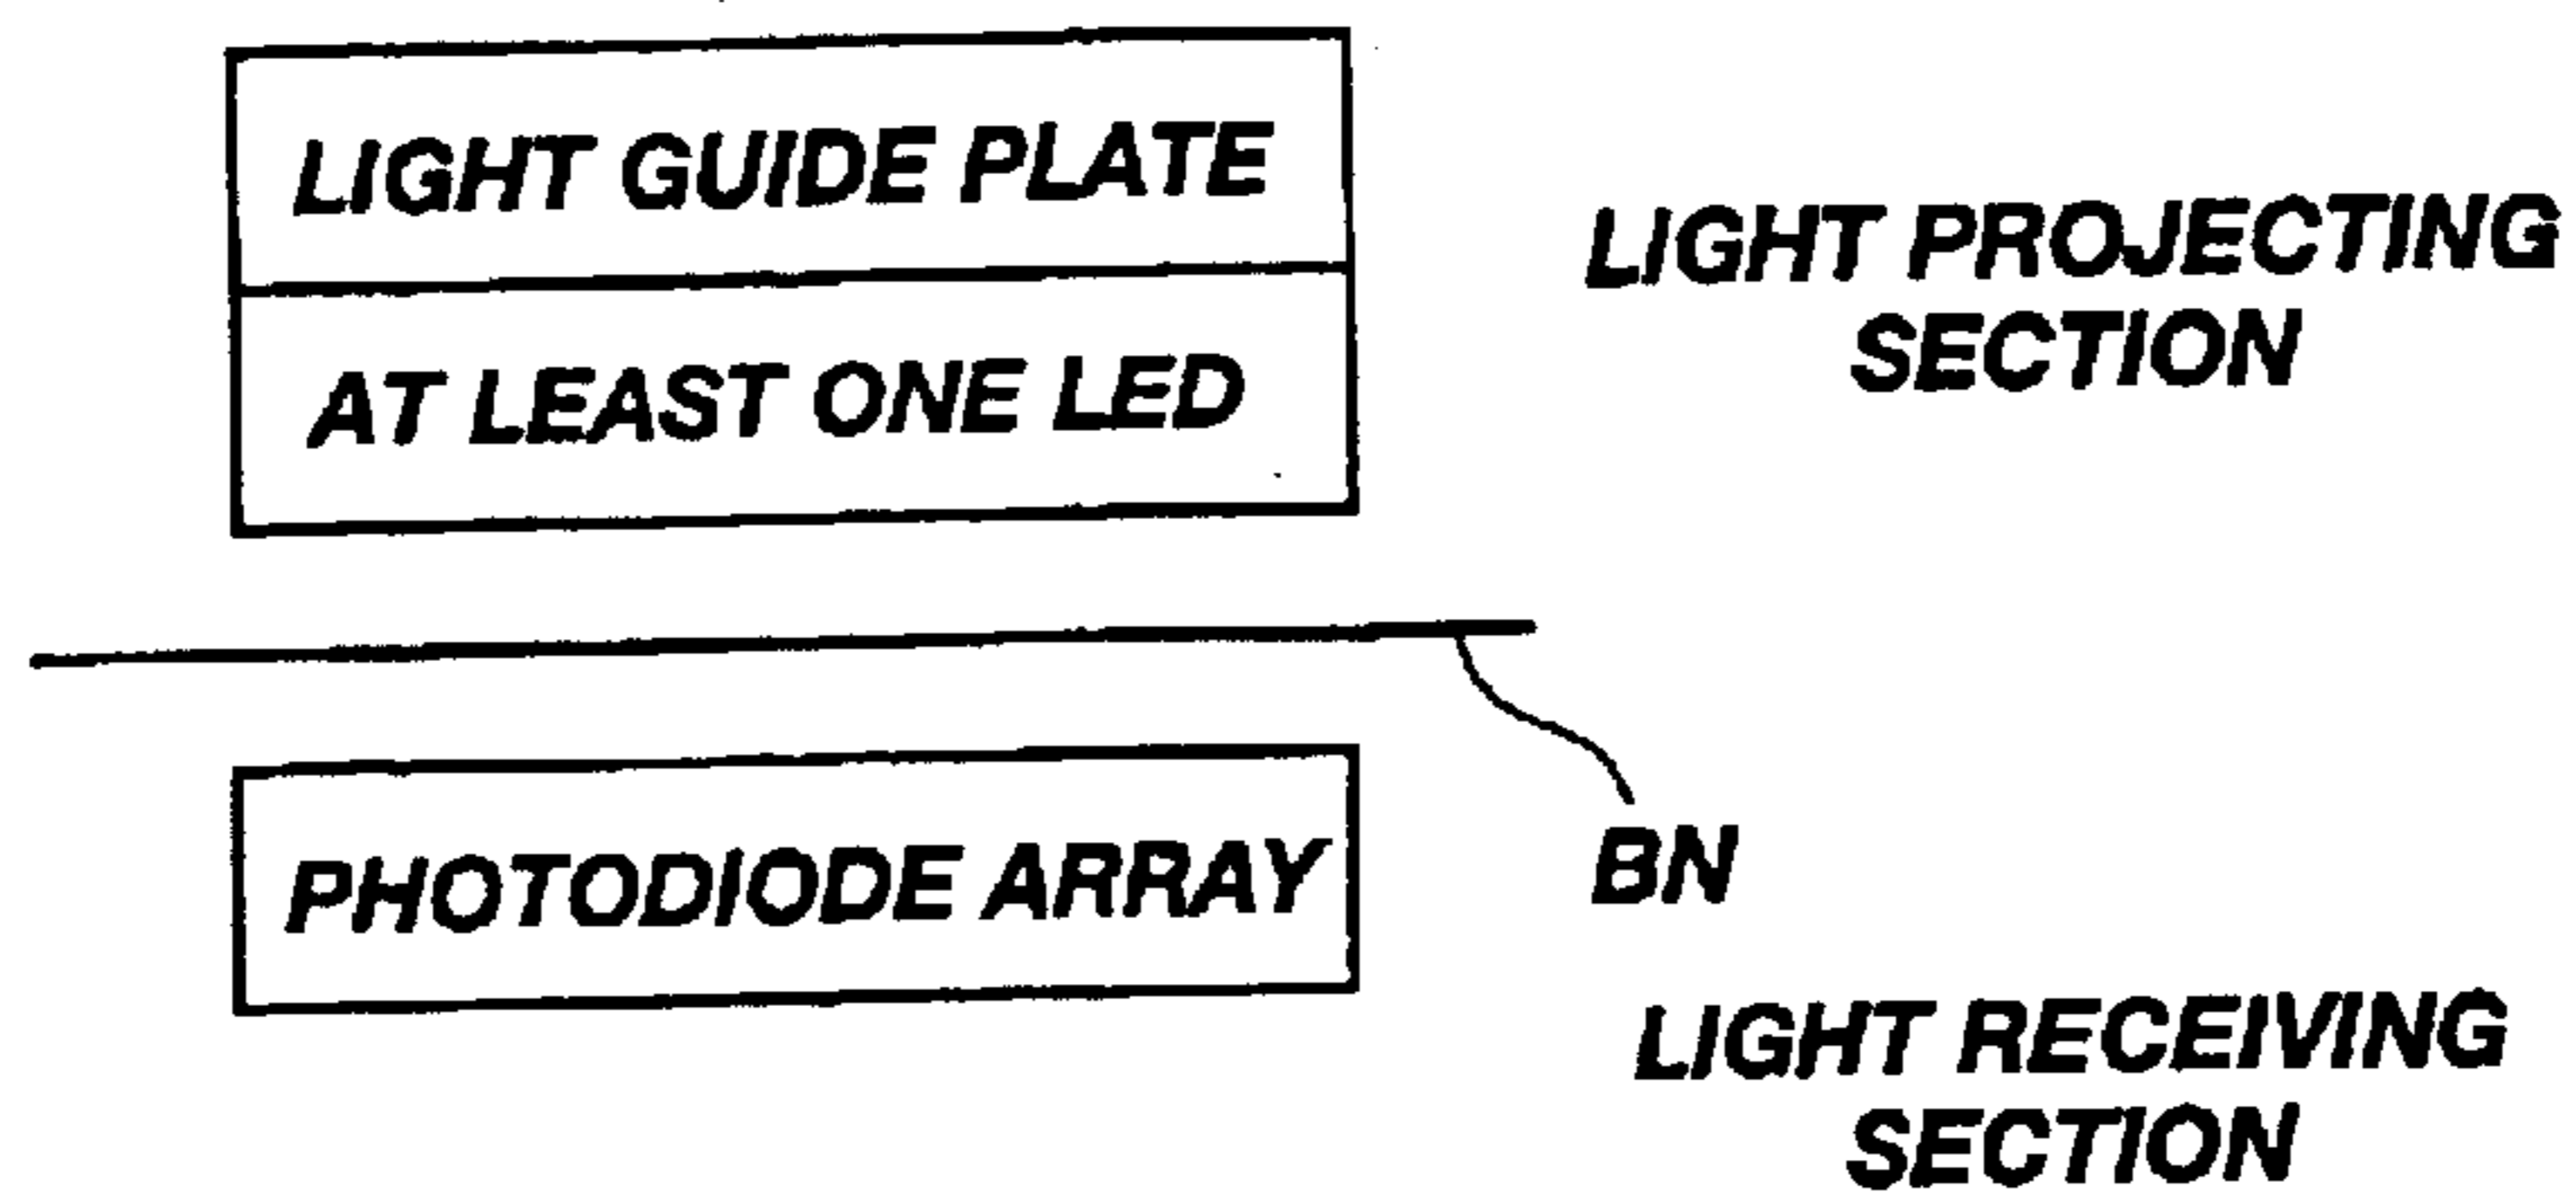 LIGHT GUIDE PLATE
AT LEAST ONE LED
LIGHT PROJECTING
SECTION
PHOTODIODE ARRAY
BN
LIGHT RECEIVING
SECTION